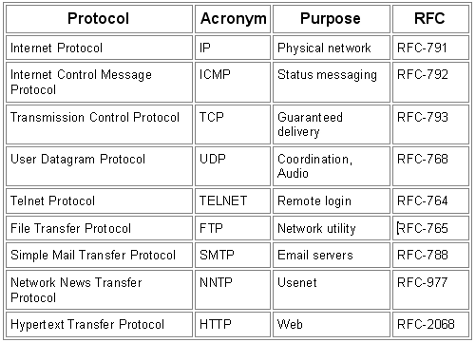 Protocol Acronym Purpose RFC
Internet Protocol IP Physical network RFC-791
Internet Control Message Protocol ICMP Status messaging RFC-792
Transmission Control Protocol TCP Guaranteed delivery RFC-793
User Datagram Protocol UDP Coordination, Audio RFC-768
Telnet Protocol TELNET Remote login RFC-764
File Transfer Protocol FTP Network utility RFC-765
Simple Mail Transfer Protocol SMTP Email servers RFC-788
Network News Transfer Protocol NNTP Usenet RFC-977
Hypertext Transfer Protocol HTTP Web RFC-2068